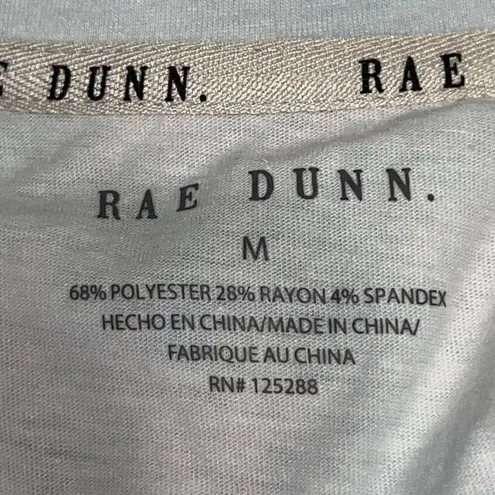 DUNN. RAE
RAE DUNN.
M
68% POLYESTER 28% RAYON 4% SPANDEX
HECHO EN CHINA/MADE IN CHINA/
FABRIQUE AU CHINA
RN# 125288